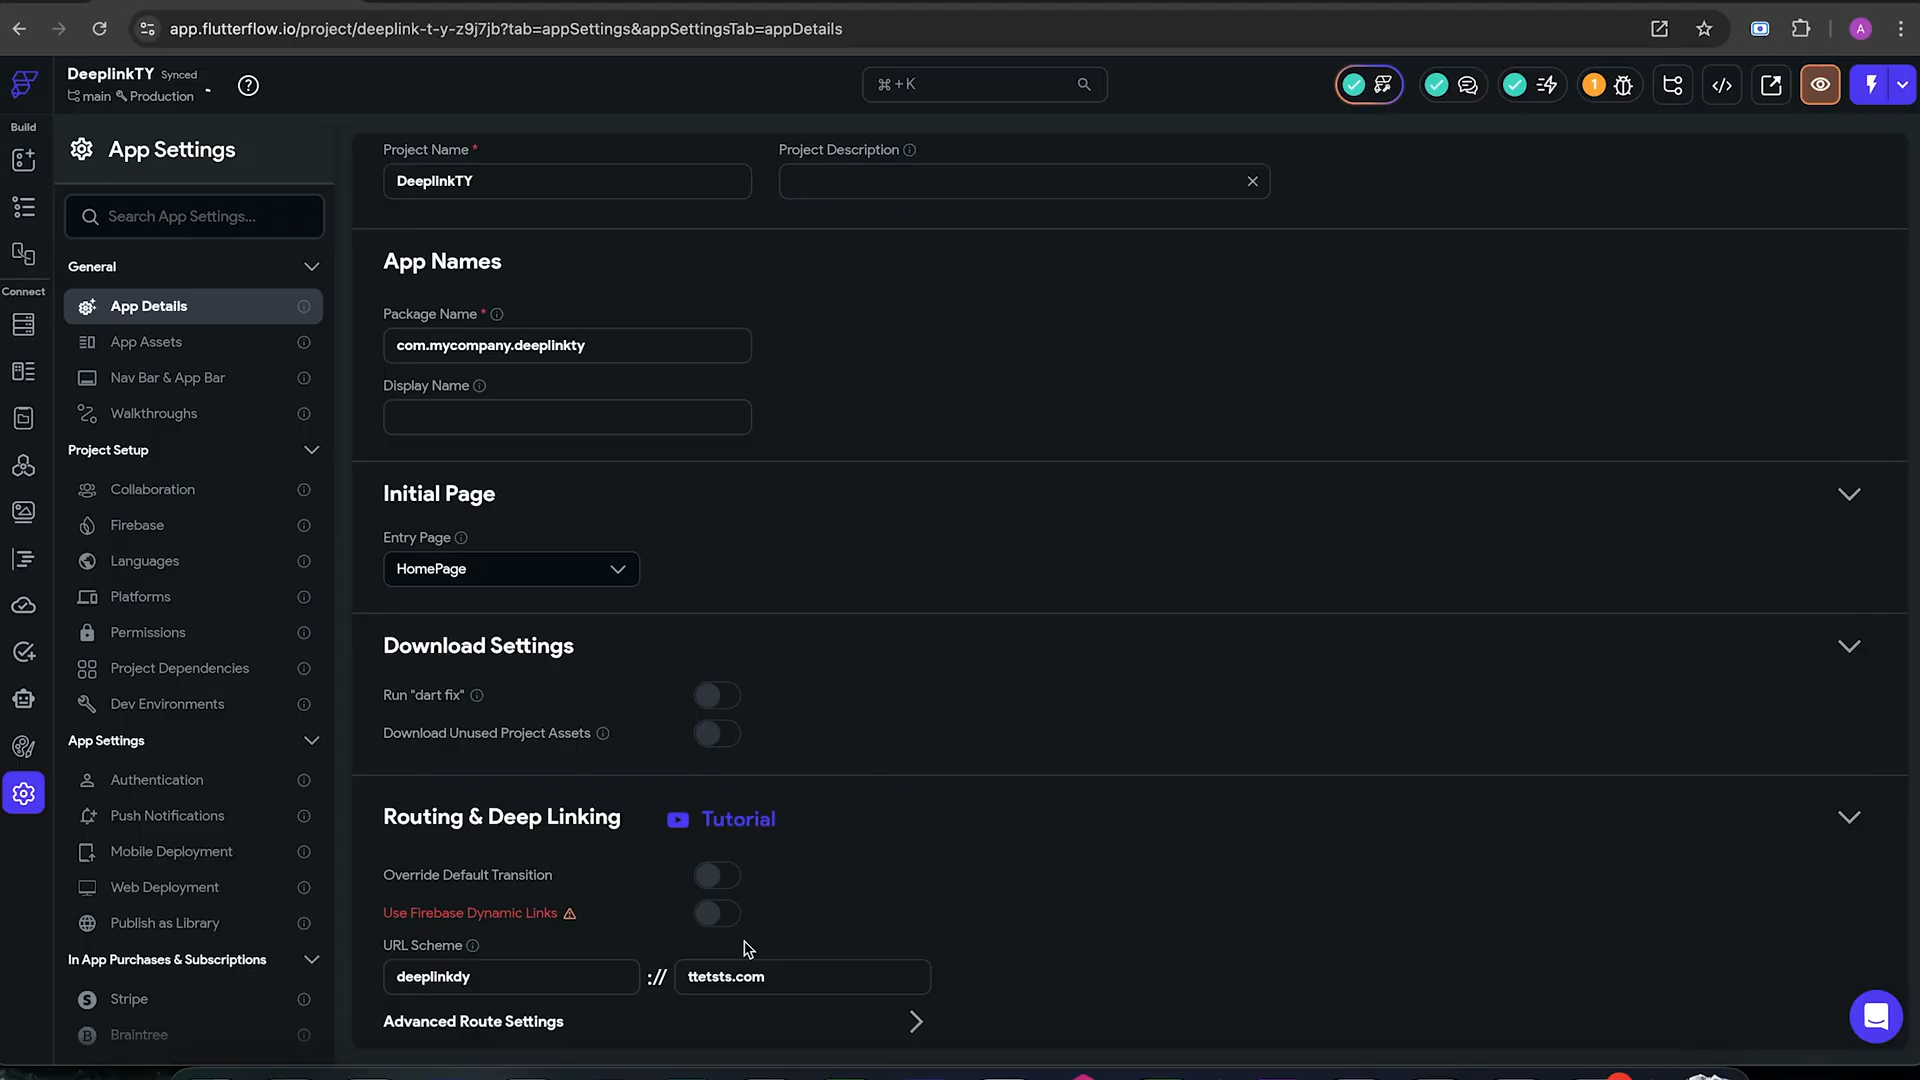 app.flutterflow.io/project/deeplink-t-y-z9j7jb?tab=appSettings&appSettingsTab=appDetails
A
DeeplinkTY Synced
main Production
⌘+K
1
Build
Connect
App Settings
Search App Settings...
General
App Details
App Assets
Nav Bar & App Bar
Walkthroughs
Project Setup
Collaboration
Firebase
Languages
Platforms
Permissions
Project Dependencies
Dev Environments
App Settings
Authentication
Push Notifications
Mobile Deployment
Web Deployment
Publish as Library
In App Purchases & Subscriptions
Stripe
Braintree
Project Name *
DeeplinkTY
Project Description
App Names
Package Name *
com.mycompany.deeplinkty
Display Name
Initial Page
Entry Page
HomePage
Download Settings
Run "dart fix"
Download Unused Project Assets
Routing & Deep Linking
Tutorial
Override Default Transition
Use Firebase Dynamic Links
URL Scheme
deeplinkdy :// ttetsts.com
Advanced Route Settings